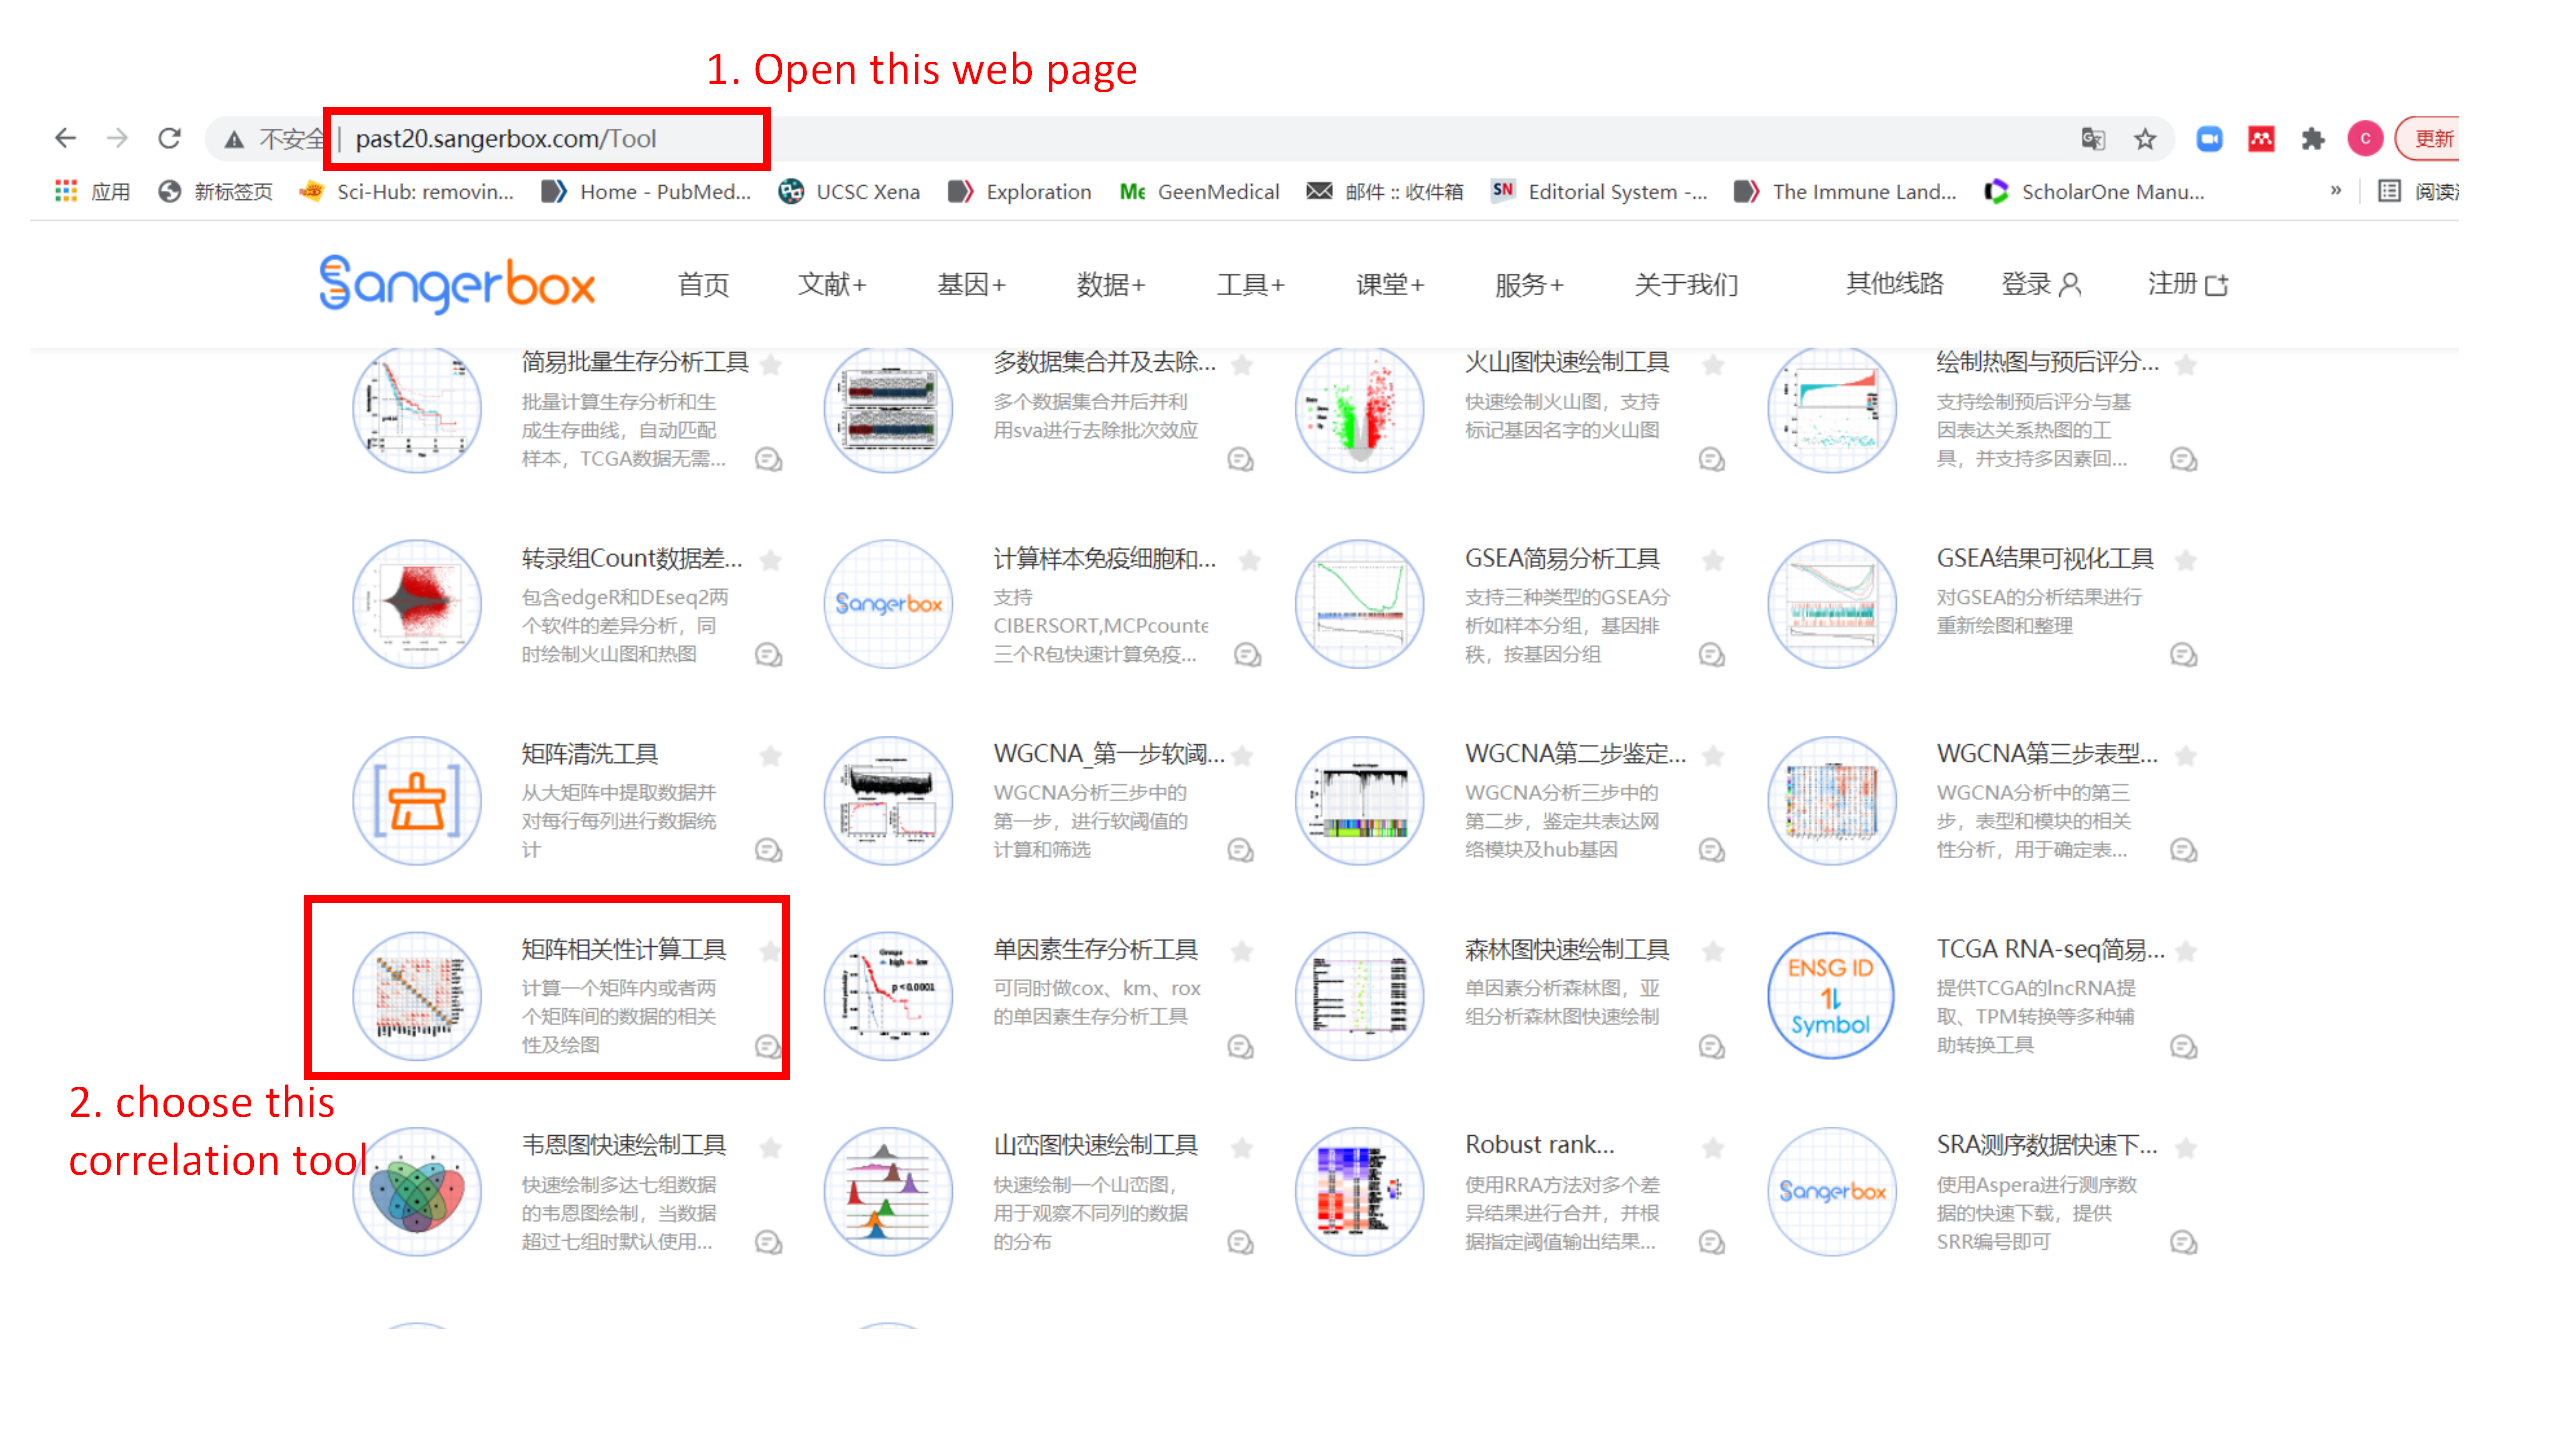 1. Open this web page
不安全 past20.sangerbox.com/Tool 更新
应用 新标签页 Sci-Hub: removin... Home - PubMed... UCSC Xena Exploration GeenMedical 邮件 :: 收件箱 Editorial System -... The Immune Land... ScholarOne Manu... » 阅读
Sangerbox 首页 文献+ 基因+ 数据+ 工具+ 课堂+ 服务+ 关于我们 其他线路 登录 注册
简易批量生存分析工具
批量计算生存分析和生
成生存曲线，自动匹配
样本，TCGA数据无需...
多数据集合并及去除...
多个数据集合并后并利
用sva进行去除批次效应
火山图快速绘制工具
快速绘制火山图，支持
标记基因名字的火山图
绘制热图与预后评分...
支持绘制预后评分与基
因表达关系热图的工
具，并支持多因素回...
转录组Count数据差...
包含edgeR和DEseq2两
个软件的差异分析，同
时绘制火山图和热图
Sangerbox
计算样本免疫细胞和...
支持
CIBERSORT,MCPcounte
三个R包快速计算免疫...
GSEA简易分析工具
支持三种类型的GSEA分
析如样本分组，基因排
秩，按基因分组
GSEA结果可视化工具
对GSEA的分析结果进行
重新绘图和整理
矩阵清洗工具
从大矩阵中提取数据并
对每行每列进行数据统
计
WGCNA_第一步软阈...
WGCNA分析三步中的
第一步，进行软阈值的
计算和筛选
WGCNA第二步鉴定...
WGCNA分析三步中的
第二步，鉴定共表达网
络模块及hub基因
WGCNA第三步表型...
WGCNA分析中的第三
步，表型和模块的相关
性分析，用于确定表...
矩阵相关性计算工具
计算一个矩阵内或者两
个矩阵间的数据的相关
性及绘图
Groups
high low
p < 0.0001
单因素生存分析工具
可同时做cox、km、rox
的单因素生存分析工具
森林图快速绘制工具
单因素分析森林图，亚
组分析森林图快速绘制
ENSG ID
Symbol
TCGA RNA-seq简易...
提供TCGA的lncRNA提
取、TPM转换等多种辅
助转换工具
2. choose this
correlation tool
韦恩图快速绘制工具
快速绘制多达七组数据
的韦恩图绘制，当数据
超过七组时默认使用...
山峦图快速绘制工具
快速绘制一个山峦图，
用于观察不同列的数据
的分布
Robust rank...
使用RRA方法对多个差
异结果进行合并，并根
据指定阈值输出结果...
Sangerbox
SRA测序数据快速下...
使用Aspera进行测序数
据的快速下载，提供
SRR编号即可